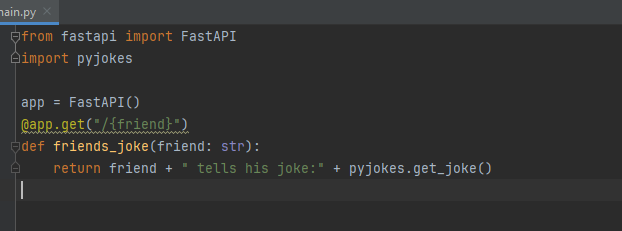 main.py
from fastapi import FastAPI
import pyjokes
app = FastAPI()
@app.get("/{friend}")
def friends_joke(friend: str):
    return friend + " tells his joke:" + pyjokes.get_joke()